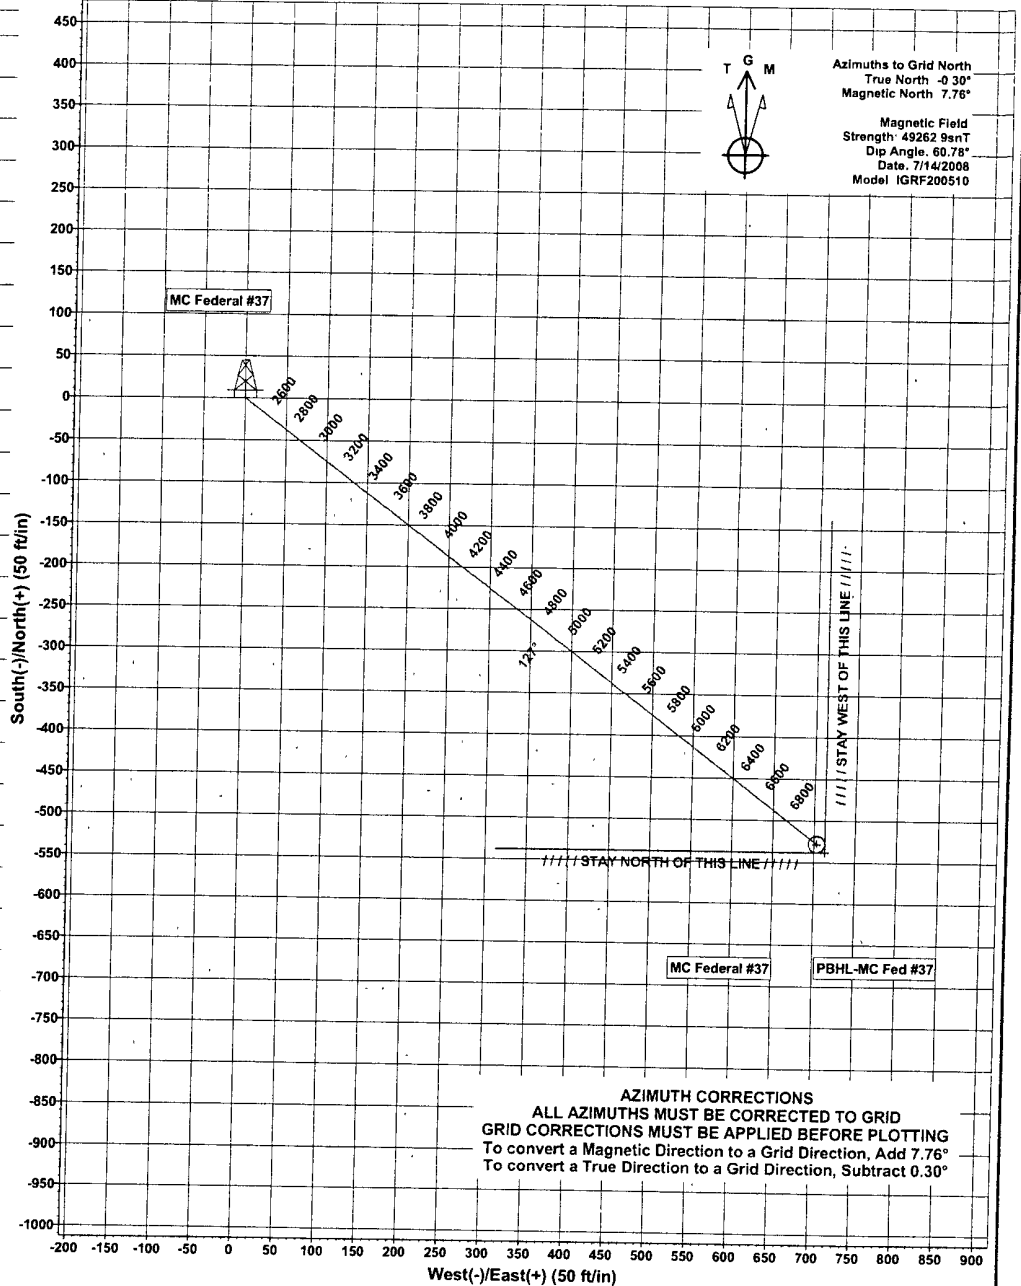 450
400
350
300
250
200
150
100
50
0
-50
-100
-150
-200
-250
-300
-350
-400
-450
-500
-550
-600
-650
-700
-750
-800
-850
-900
-950
-1000
South(-)/North(+) (50 ft/in)
T G M
Azimuths to Grid North
True North -0 30°
Magnetic North 7.76°
Magnetic Field
Strength: 49262 9snT
Dip Angle. 60.78°
Date. 7/14/2008
Model IGRF200510
MC Federal #37
2600
2800
3000
3200
3400
3600
3800
4000
4200
4400
4600
4800
5000
5200
5400
5600
5800
6000
6200
6400
6600
6800
127°
///// STAY WEST OF THIS LINE /////
///// STAY NORTH OF THIS LINE /////
MC Federal #37
PBHL-MC Fed #37
AZIMUTH CORRECTIONS
ALL AZIMUTHS MUST BE CORRECTED TO GRID
GRID CORRECTIONS MUST BE APPLIED BEFORE PLOTTING
To convert a Magnetic Direction to a Grid Direction, Add 7.76°
To convert a True Direction to a Grid Direction, Subtract 0.30°
-200 -150 -100 -50 0 50 100 150 200 250 300 350 400 450 500 550 600 650 700 750 800 850 900
West(-)/East(+) (50 ft/in)